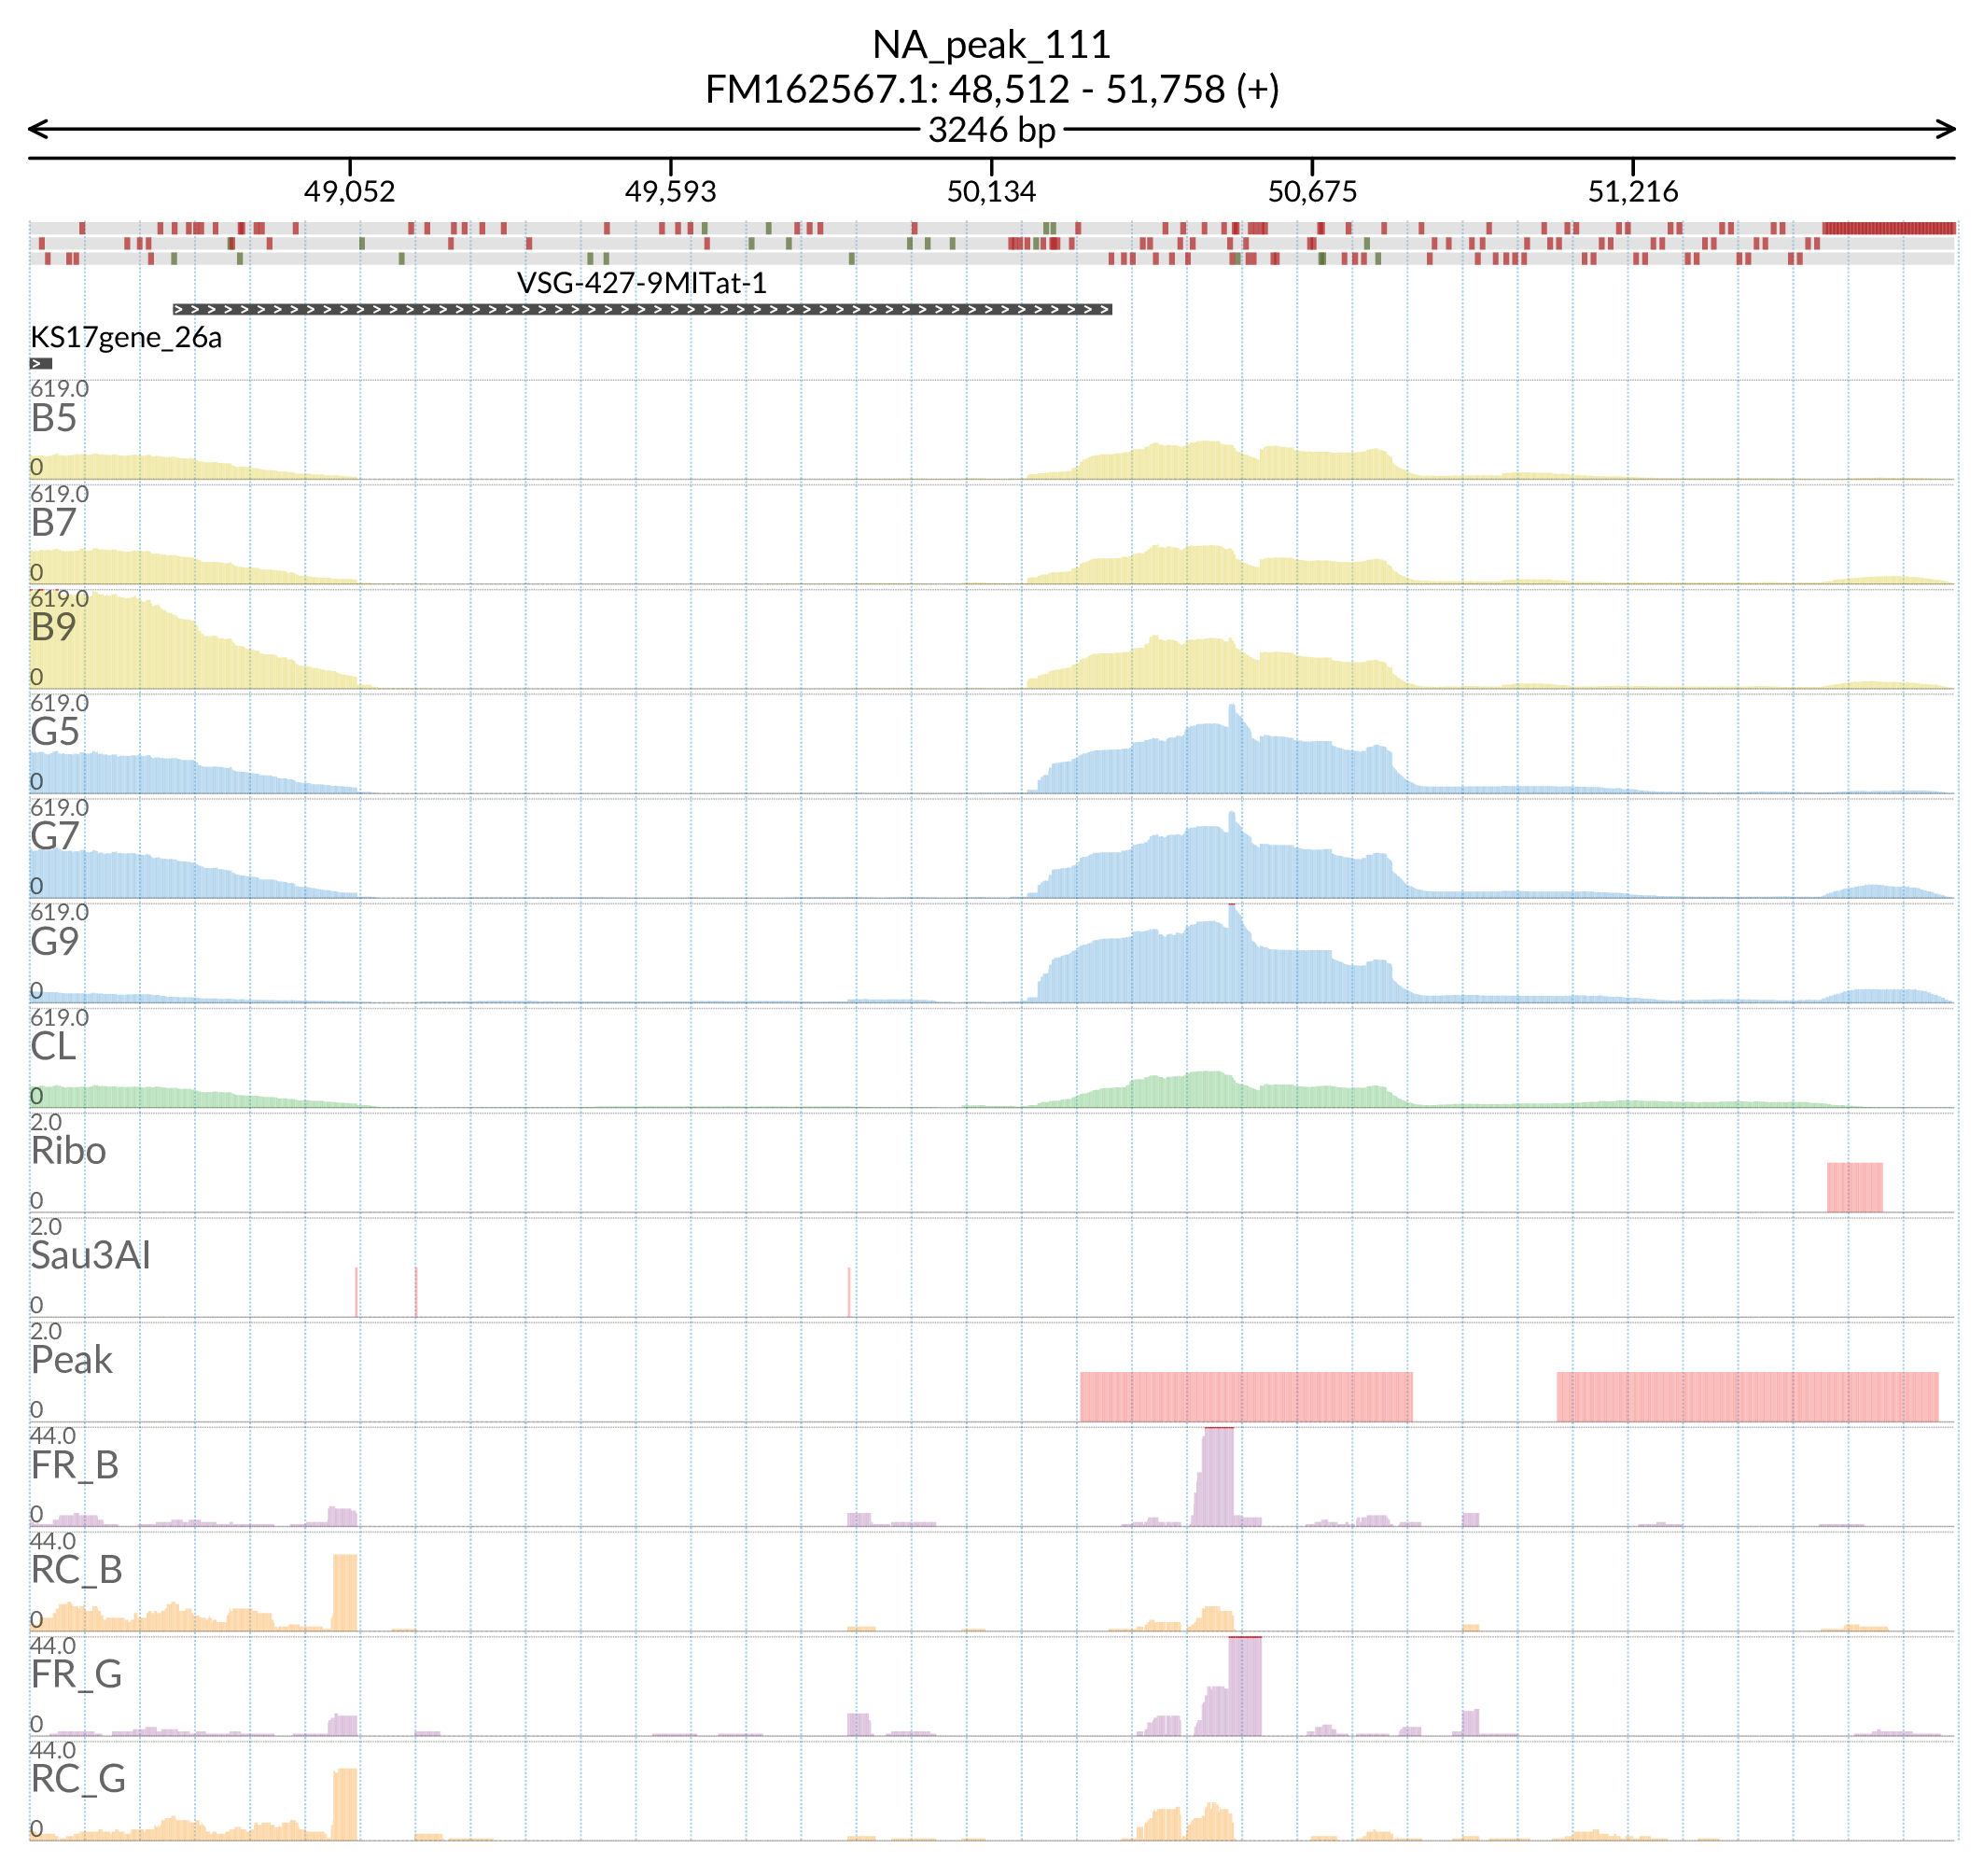 NA_peak_111
FM162567.1: 48,512 - 51,758 (+)
3246 bp
49,052 49,593 50,134 50,675 51,216
VSG-427-9MITat-1
KS17gene_26a
619.0
B5
0
619.0
B7
0
619.0
B9
0
619.0
G5
0
619.0
G7
0
619.0
G9
0
619.0
CL
0
2.0
Ribo
0
2.0
Sau3AI
0
2.0
Peak
0
44.0
FR_B
0
44.0
RC_B
0
44.0
FR_G
0
44.0
RC_G
0